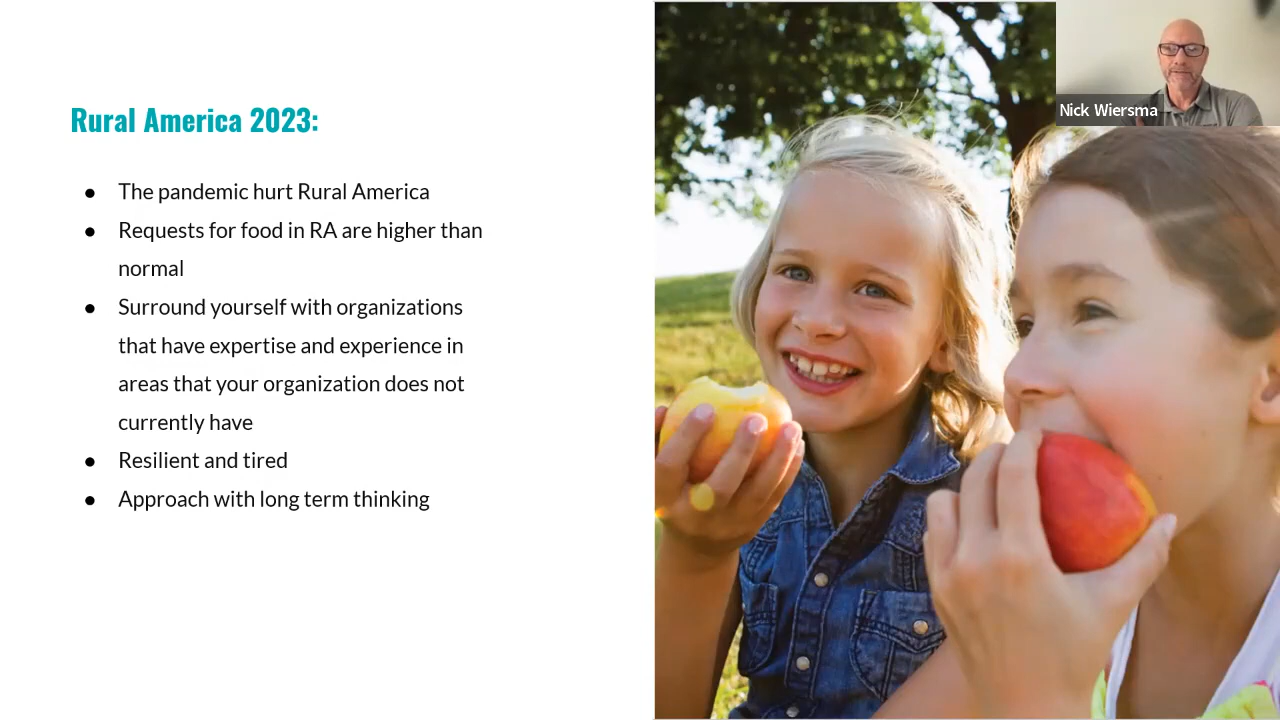 Rural America 2023:
● The pandemic hurt Rural America
● Requests for food in RA are higher than
normal
● Surround yourself with organizations
that have expertise and experience in
areas that your organization does not
currently have
● Resilient and tired
● Approach with long term thinking
Nick Wiersma